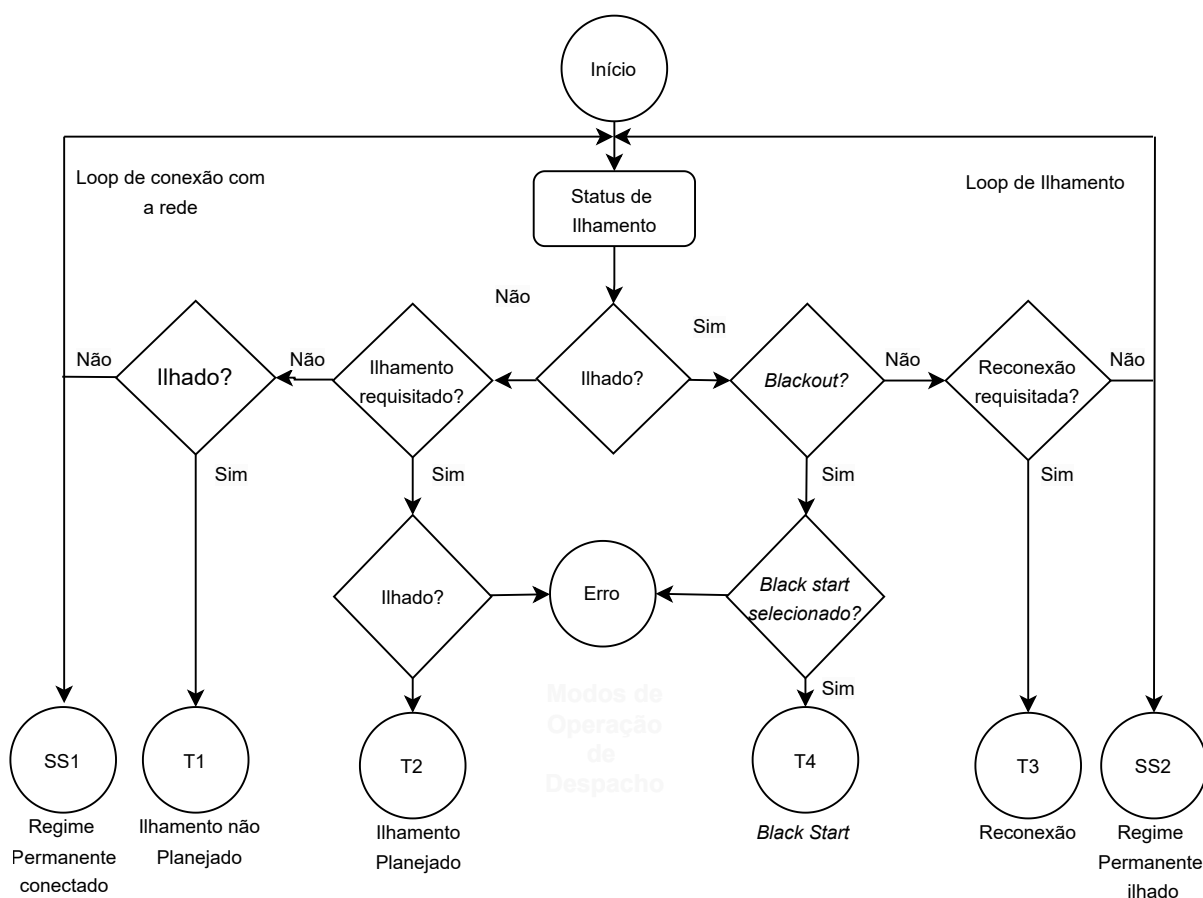 Início
Loop de conexão com
a rede
Loop de Ilhamento
Status de
Ilhamento
Não
Sim
Não
Ilhado?
Não
Ilhamento
requisitado?
Ilhado?
Blackout?
Não
Reconexão
requisitada?
Não
Sim
Sim
Sim
Sim
Ilhado?
Erro
Black start
selecionado?
Sim
Modos de
Operação
de
Despacho
SS1
T1
T2
T4
T3
SS2
Regime
Permanente
conectado
Ilhamento não
Planejado
Ilhamento
Planejado
Black Start
Reconexão
Regime
Permanente
ilhado